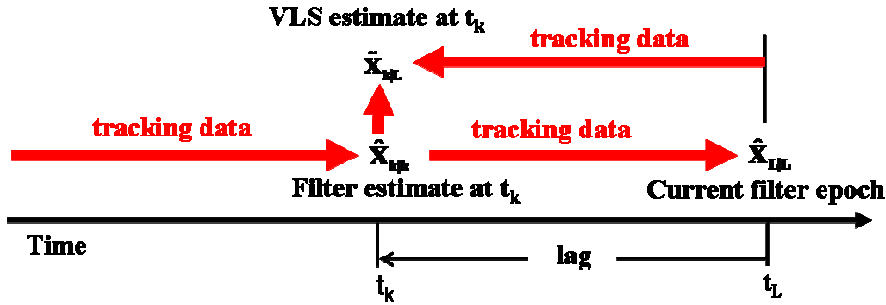 VLS estimate at tk
tracking data
x̃k|L
tracking data
tracking data
x̂k|k
x̂L|L
Filter estimate at tk
Current filter epoch
Time
lag
tk
tL